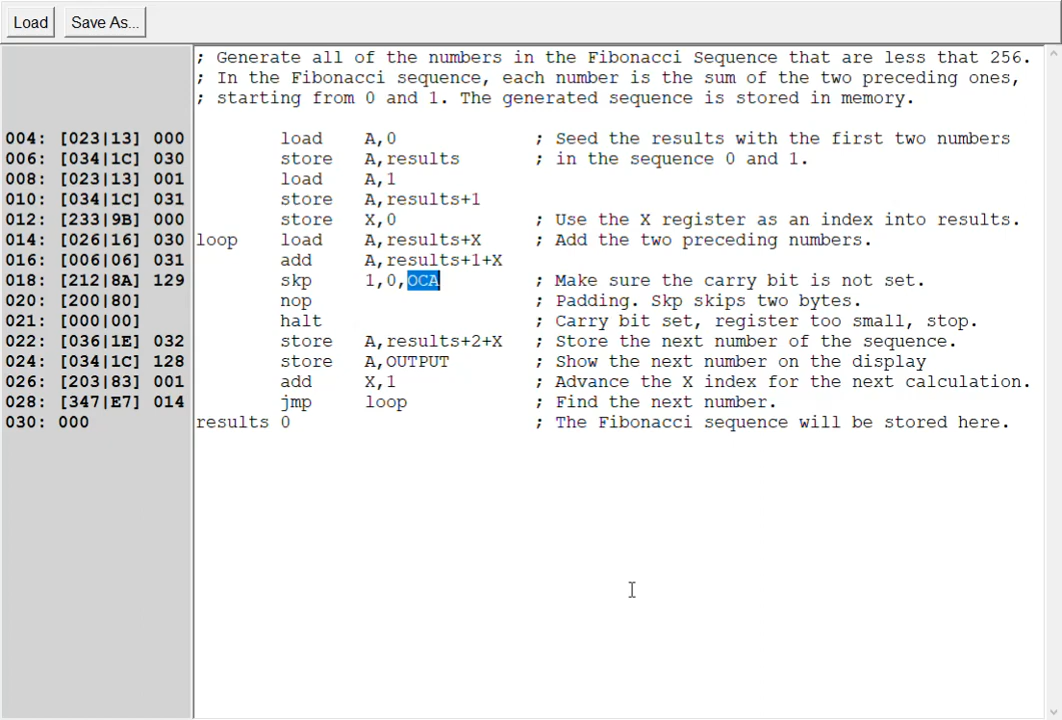 Load Save As...
; Generate all of the numbers in the Fibonacci Sequence that are less that 256.
; In the Fibonacci sequence, each number is the sum of the two preceding ones,
; starting from 0 and 1. The generated sequence is stored in memory.
004: [023|13] 000 load A,0 ; Seed the results with the first two numbers
006: [034|1C] 030 store A,results ; in the sequence 0 and 1.
008: [023|13] 001 load A,1
010: [034|1C] 031 store A,results+1
012: [233|9B] 000 store X,0 ; Use the X register as an index into results.
014: [026|16] 030 loop load A,results+X ; Add the two preceding numbers.
016: [006|06] 031 add A,results+1+X
018: [212|8A] 129 skp 1,0,OCA ; Make sure the carry bit is not set.
020: [200|80] nop ; Padding. Skp skips two bytes.
021: [000|00] halt ; Carry bit set, register too small, stop.
022: [036|1E] 032 store A,results+2+X ; Store the next number of the sequence.
024: [034|1C] 128 store A,OUTPUT ; Show the next number on the display
026: [203|83] 001 add X,1 ; Advance the X index for the next calculation.
028: [347|E7] 014 jmp loop ; Find the next number.
030: 000 results 0 ; The Fibonacci sequence will be stored here.